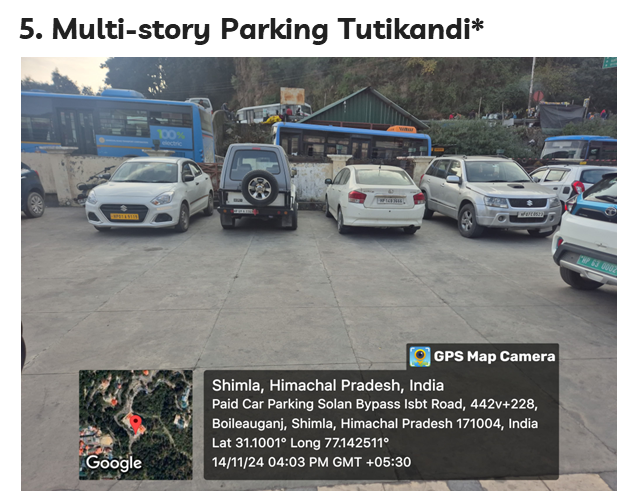 5. Multi-story Parking Tutikandi*
100%
GPS Map Camera
Shimla, Himachal Pradesh, India
Paid Car Parking Solan Bypass Isbt Road, 442v+228,
Boileauganj, Shimla, Himachal Pradesh 171004, India
Lat 31.1001° Long 77.142511°
14/11/24 04:03 PM GMT +05:30
Google